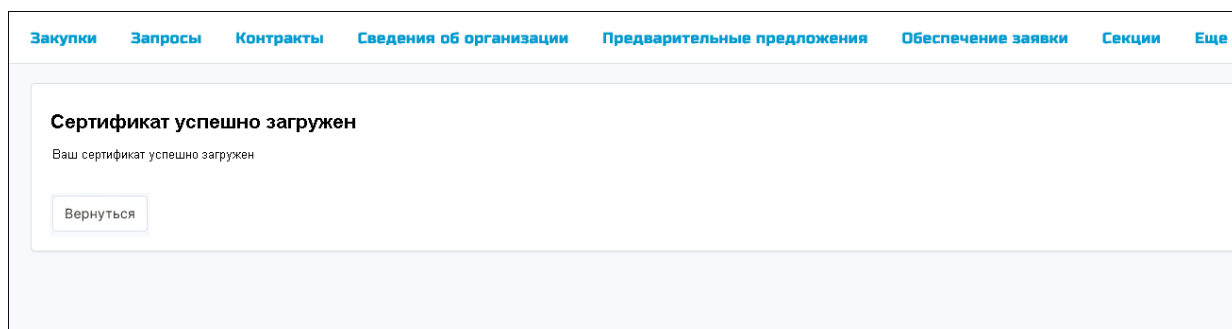 Закупки Запросы Контракты Сведения об организации Предварительные предложения Обеспечение заявки Секции Еще
Сертификат успешно загружен
Ваш сертификат успешно загружен
Вернуться